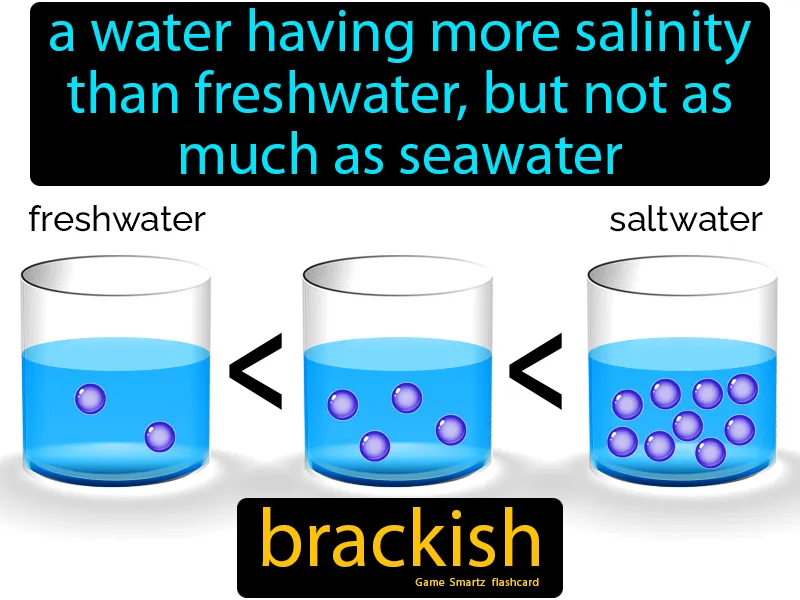 a water having more salinity
than freshwater, but not as
much as seawater
freshwater
saltwater
< <
brackish
Game Smartz flashcard